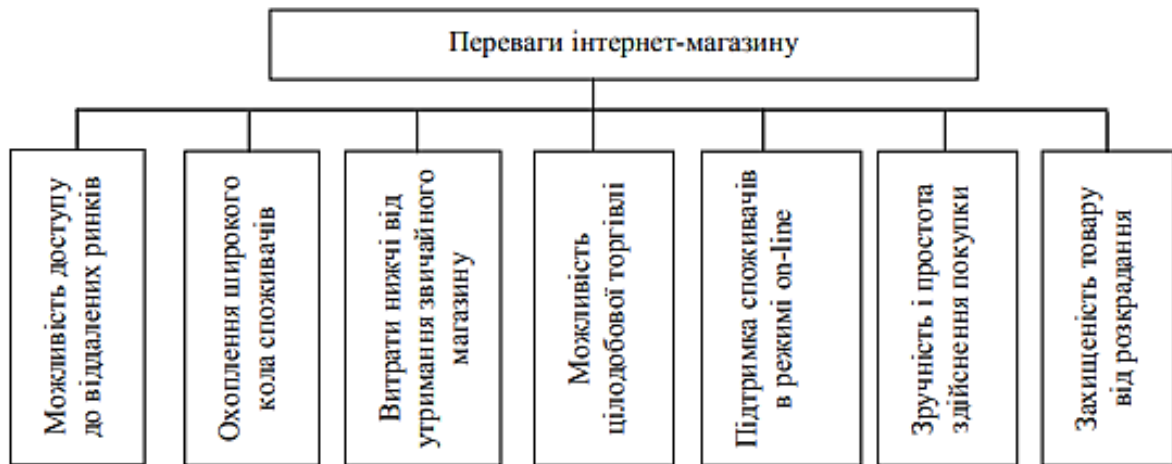 Переваги інтернет-магазину
Можливість доступу
до віддалених ринків
Охоплення широкого
кола споживачів
Витрати нижчі від
утримання звичайного
магазину
Можливість
цілодобової торгівлі
Підтримка споживачів
в режимі on-line
Зручність і простота
здійснення покупки
Захищеність товару
від розкрадання